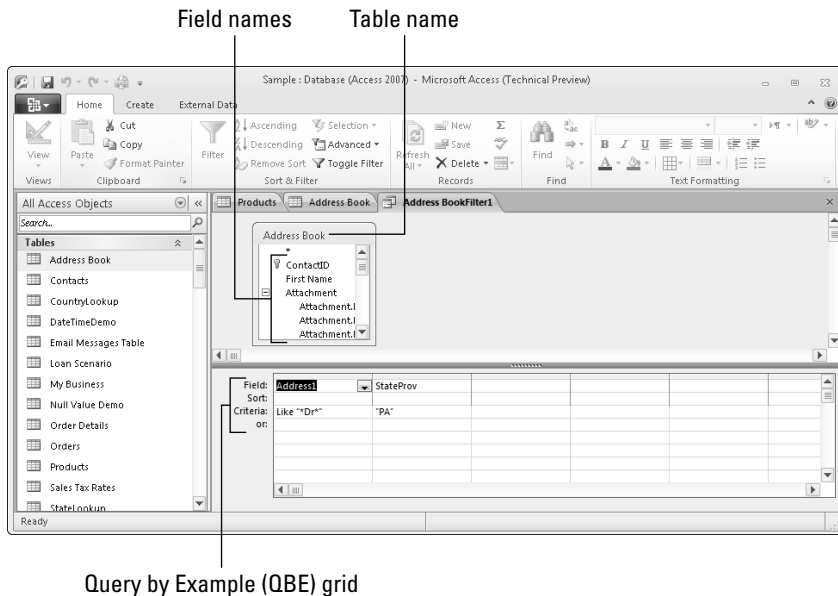 Field names Table name
Sample : Database (Access 2007) - Microsoft Access (Technical Preview)
Home Create External Data
View
Views
Paste
Cut
Copy
Format Painter
Clipboard
Filter
Ascending
Descending
Remove Sort
Selection
Advanced
Toggle Filter
Sort & Filter
Refresh
All
New
Save
Delete
Records
Find
Find
B I U
A
Text Formatting
All Access Objects
Search...
Tables
Address Book
Contacts
CountryLookup
DateTimeDemo
Email Messages Table
Loan Scenario
My Business
Null Value Demo
Order Details
Orders
Products
Sales Tax Rates
StateLookup
Products Address Book Address BookFilter1
Address Book
*
ContactID
First Name
Attachment
Attachment.
Attachment.
Attachment.
Field: Address1 StateProv
Sort:
Criteria: Like "*Dr*" "PA"
or:
Ready
Query by Example (QBE) grid